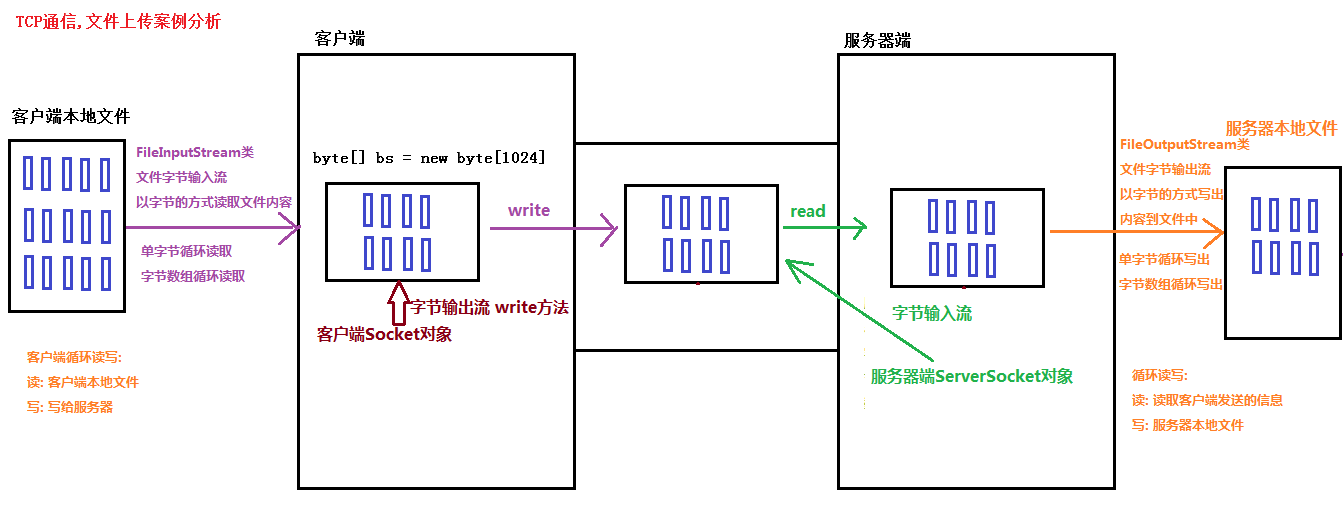 TCP通信,文件上传案例分析
客户端
服务器端
客户端本地文件
服务器本地文件
FileInputStream类
文件字节输入流
以字节的方式读取文件内容
单字节循环读取
字节数组循环读取
byte[] bs = new byte[1024]
write
read
FileOutputStream类
文件字节输出流
以字节的方式写出
内容到文件中
单字节循环写出
字节数组循环写出
字节输出流 write方法
客户端Socket对象
字节输入流
服务器端ServerSocket对象
客户端循环读写:
读: 客户端本地文件
写: 写给服务器
循环读写:
读: 读取客户端发送的信息
写: 服务器本地文件